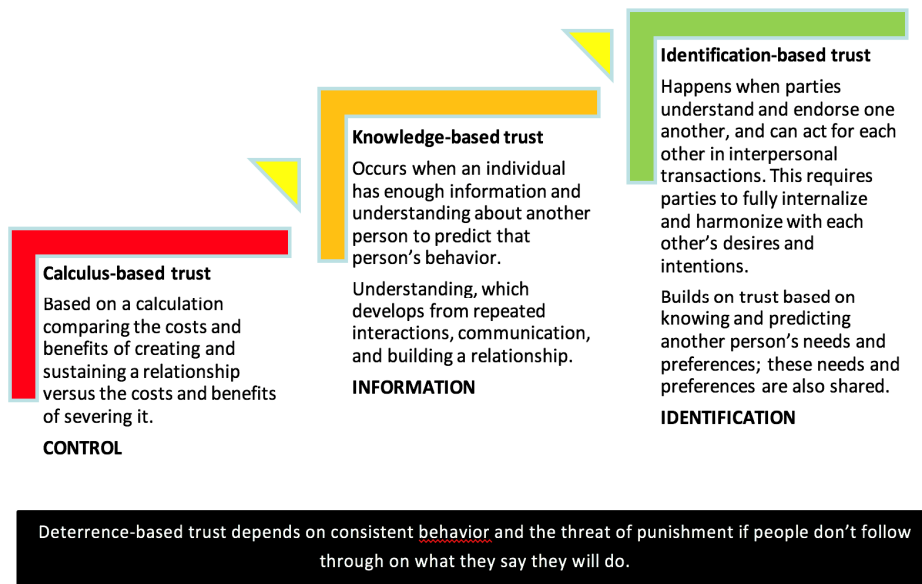 Calculus-based trust
Based on a calculation
comparing the costs and
benefits of creating and
sustaining a relationship
versus the costs and benefits
of severing it.
CONTROL
Knowledge-based trust
Occurs when an individual
has enough information and
understanding about another
person to predict that
person’s behavior.
Understanding, which
develops from repeated
interactions, communication,
and building a relationship.
INFORMATION
Identification-based trust
Happens when parties
understand and endorse one
another, and can act for each
other in interpersonal
transactions. This requires
parties to fully internalize
and harmonize with each
other’s desires and
intentions.
Builds on trust based on
knowing and predicting
another person’s needs and
preferences; these needs and
preferences are also shared.
IDENTIFICATION
Deterrence-based trust depends on consistent behavior and the threat of punishment if people don’t follow
through on what they say they will do.